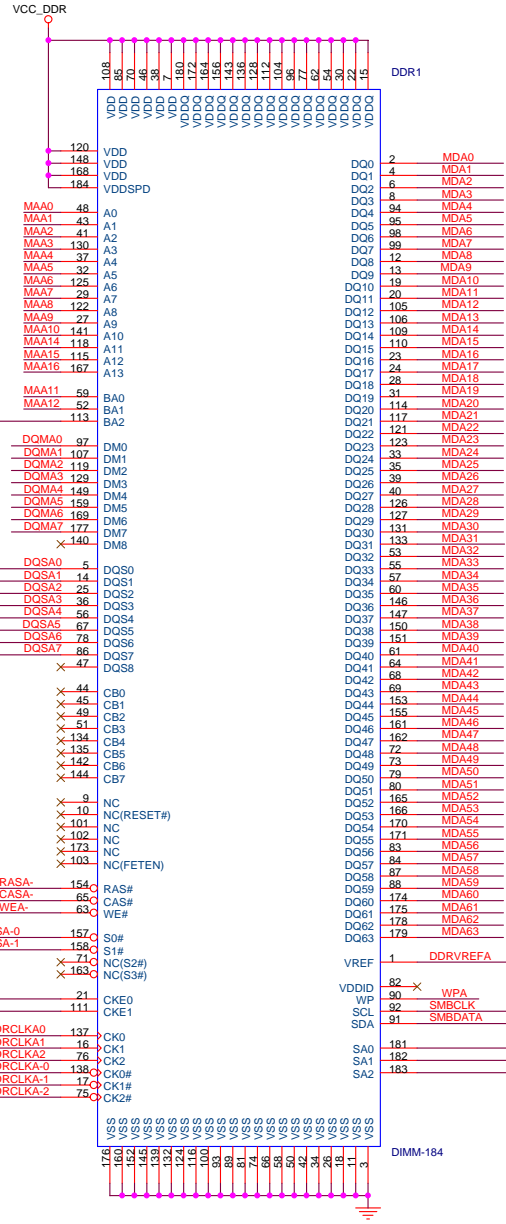 VCC_DDR
DDR1
108 85 70 46 38 7 180 172 164 156 143 136 128 112 104 96 77 62 54 30 22 15
VDD VDD VDD VDD VDD VDD VDDQ VDDQ VDDQ VDDQ VDDQ VDDQ VDDQ VDDQ VDDQ VDDQ VDDQ VDDQ VDDQ VDDQ VDDQ VDDQ
120 VDD
148 VDD
168 VDD
184 VDDSPD
MAA0 48 A0
MAA1 43 A1
MAA2 41 A2
MAA3 130 A3
MAA4 37 A4
MAA5 32 A5
MAA6 125 A6
MAA7 29 A7
MAA8 122 A8
MAA9 27 A9
MAA10 141 A10
MAA14 118 A11
MAA15 115 A12
MAA16 167 A13
MAA11 59 BA0
MAA12 52 BA1
113 BA2
DQMA0 97 DM0
DQMA1 107 DM1
DQMA2 119 DM2
DQMA3 129 DM3
DQMA4 149 DM4
DQMA5 159 DM5
DQMA6 169 DM6
DQMA7 177 DM7
140 DM8
DQSA0 5 DQS0
DQSA1 14 DQS1
DQSA2 25 DQS2
DQSA3 36 DQS3
DQSA4 56 DQS4
DQSA5 67 DQS5
DQSA6 78 DQS6
DQSA7 86 DQS7
47 DQS8
44 CB0
45 CB1
49 CB2
51 CB3
134 CB4
135 CB5
142 CB6
144 CB7
9 NC
10 NC(RESET#)
101 NC
102 NC
173 NC
103 NC(FETEN)
RASA- 154 RAS#
CASA- 65 CAS#
WEA- 63 WE#
SA-0 157 S0#
SA-1 158 S1#
71 NC(S2#)
163 NC(S3#)
21 CKE0
111 CKE1
DRCLKA0 137 CK0
DRCLKA1 16 CK1
DRCLKA2 76 CK2
DRCLKA-0 138 CK0#
DRCLKA-1 17 CK1#
DRCLKA-2 75 CK2#
DQ0 2 MDA0
DQ1 4 MDA1
DQ2 6 MDA2
DQ3 8 MDA3
DQ4 94 MDA4
DQ5 95 MDA5
DQ6 98 MDA6
DQ7 99 MDA7
DQ8 12 MDA8
DQ9 13 MDA9
DQ10 19 MDA10
DQ11 20 MDA11
DQ12 105 MDA12
DQ13 106 MDA13
DQ14 109 MDA14
DQ15 110 MDA15
DQ16 23 MDA16
DQ17 24 MDA17
DQ18 28 MDA18
DQ19 31 MDA19
DQ20 114 MDA20
DQ21 117 MDA21
DQ22 121 MDA22
DQ23 123 MDA23
DQ24 33 MDA24
DQ25 35 MDA25
DQ26 39 MDA26
DQ27 40 MDA27
DQ28 126 MDA28
DQ29 127 MDA29
DQ30 131 MDA30
DQ31 133 MDA31
DQ32 53 MDA32
DQ33 55 MDA33
DQ34 57 MDA34
DQ35 60 MDA35
DQ36 146 MDA36
DQ37 147 MDA37
DQ38 150 MDA38
DQ39 151 MDA39
DQ40 61 MDA40
DQ41 64 MDA41
DQ42 68 MDA42
DQ43 69 MDA43
DQ44 153 MDA44
DQ45 155 MDA45
DQ46 161 MDA46
DQ47 162 MDA47
DQ48 72 MDA48
DQ49 73 MDA49
DQ50 79 MDA50
DQ51 80 MDA51
DQ52 165 MDA52
DQ53 166 MDA53
DQ54 170 MDA54
DQ55 171 MDA55
DQ56 83 MDA56
DQ57 84 MDA57
DQ58 87 MDA58
DQ59 88 MDA59
DQ60 174 MDA60
DQ61 175 MDA61
DQ62 178 MDA62
DQ63 179 MDA63
VREF 1 DDRVREFA
VDDID 82
WP 90 WPA
SCL 92 SMBCLK
SDA 91 SMBDATA
SA0 181
SA1 182
SA2 183
VSS VSS VSS VSS VSS VSS VSS VSS VSS VSS VSS VSS VSS VSS VSS VSS VSS VSS VSS VSS VSS VSS
176 160 152 145 139 132 124 116 100 93 89 81 74 66 58 50 42 34 26 18 11 3
DIMM-184